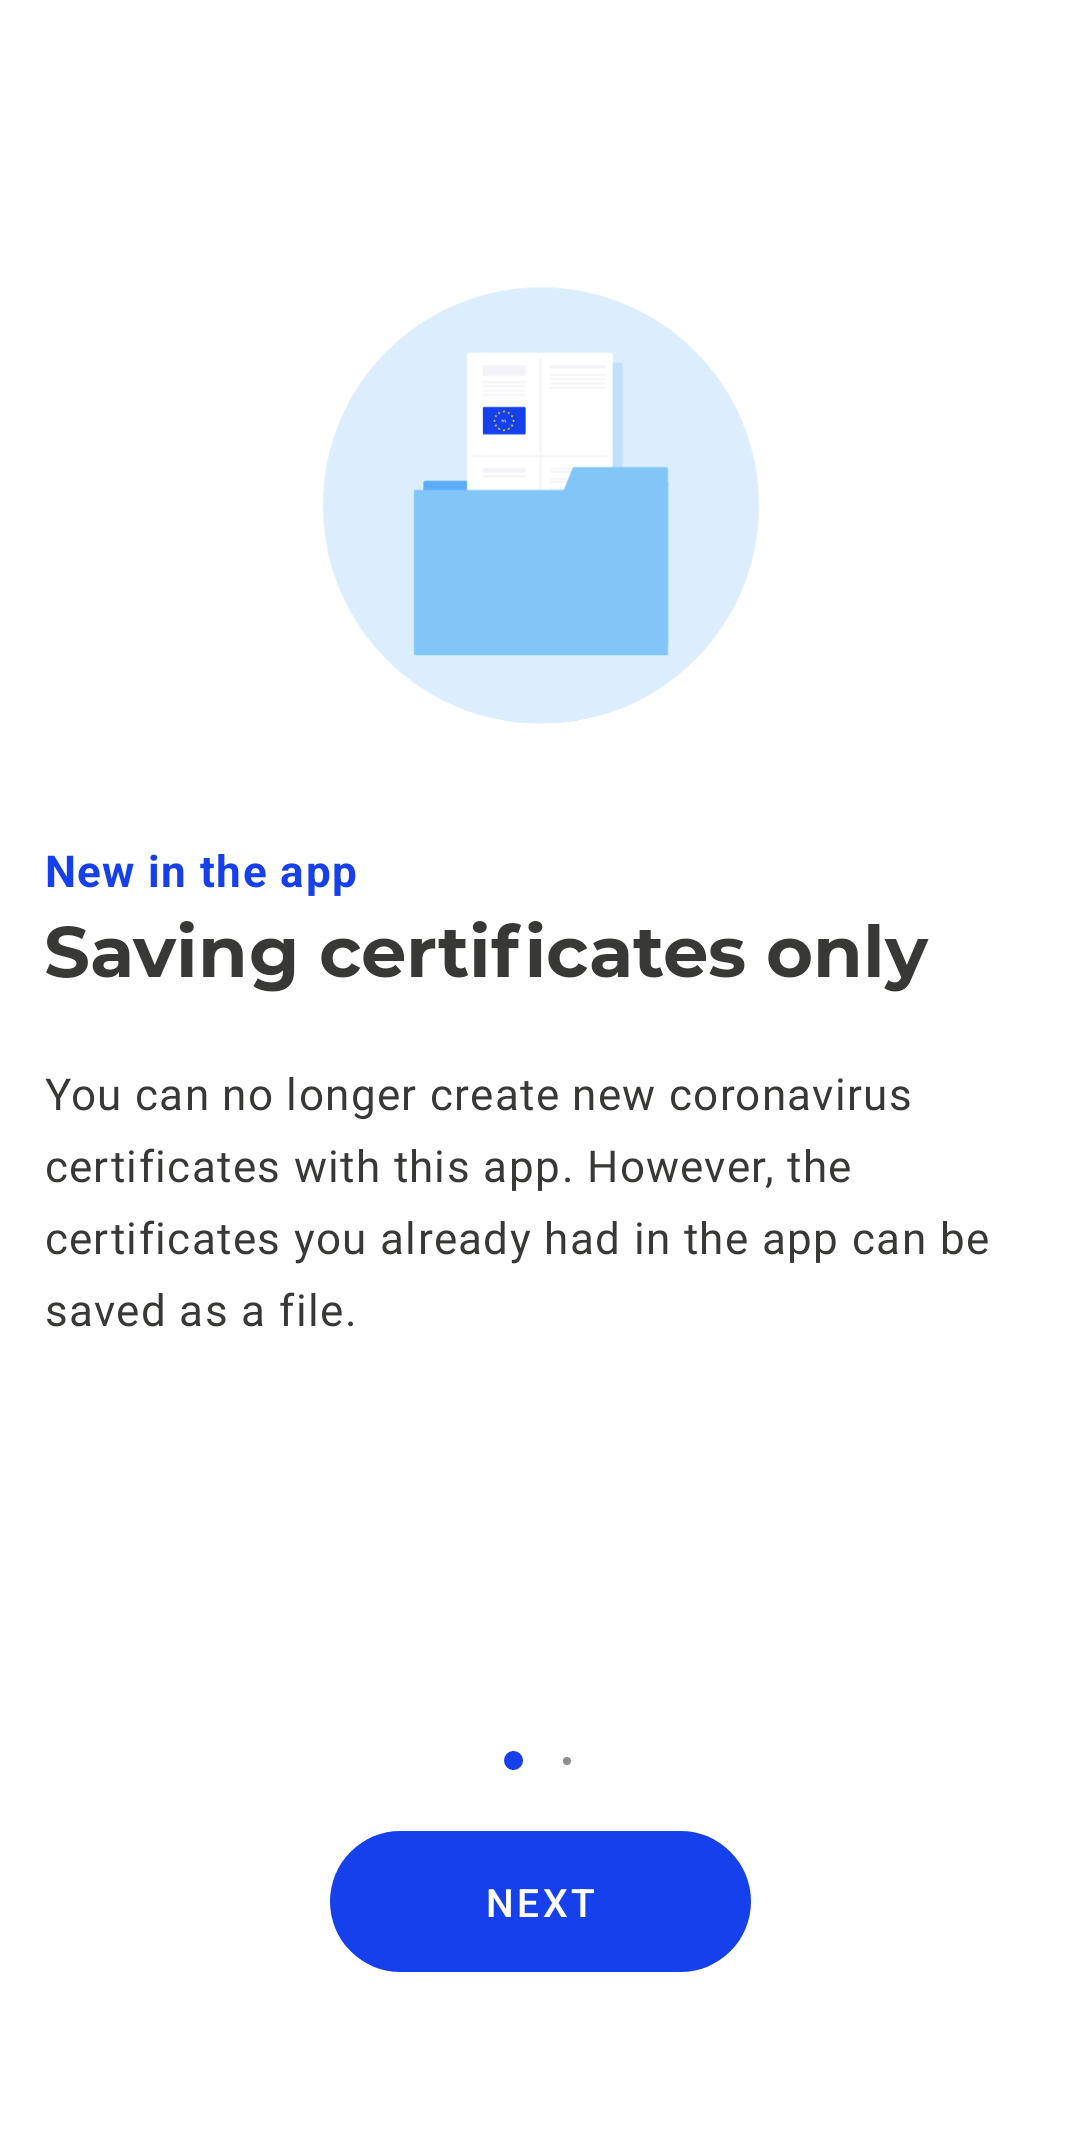 New in the app
Saving certificates only
You can no longer create new coronavirus
certificates with this app. However, the
certificates you already had in the app can be
saved as a file.
NEXT